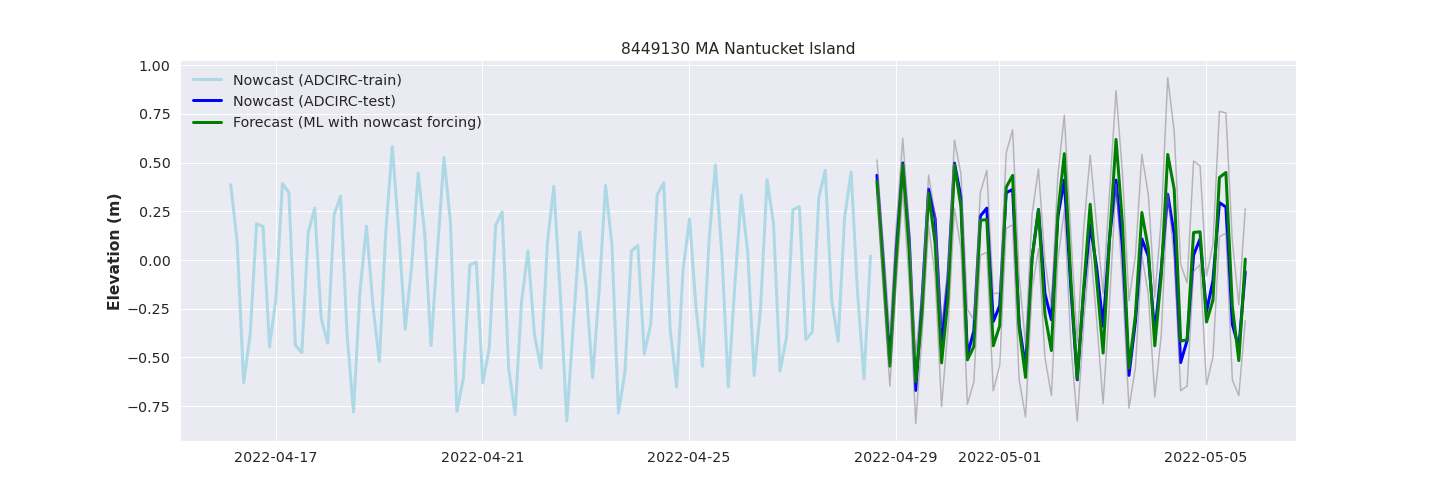 8449130 MA Nantucket Island
1.00
0.75
0.50
0.25
0.00
−0.25
−0.50
−0.75
Elevation (m)
Nowcast (ADCIRC-train)
Nowcast (ADCIRC-test)
Forecast (ML with nowcast forcing)
2022-04-17
2022-04-21
2022-04-25
2022-04-29
2022-05-01
2022-05-05